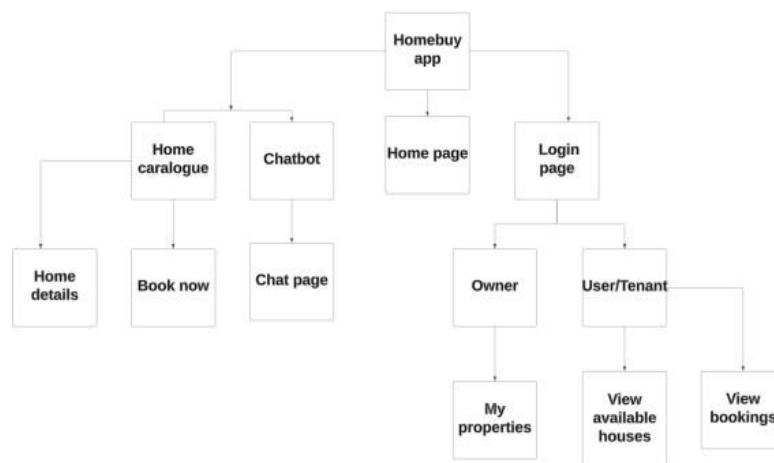 Homebuy
app
Home
caralogue
Chatbot
Home page
Login
page
Home
details
Book now
Chat page
Owner
User/Tenant
My
properties
View
available
houses
View
bookings